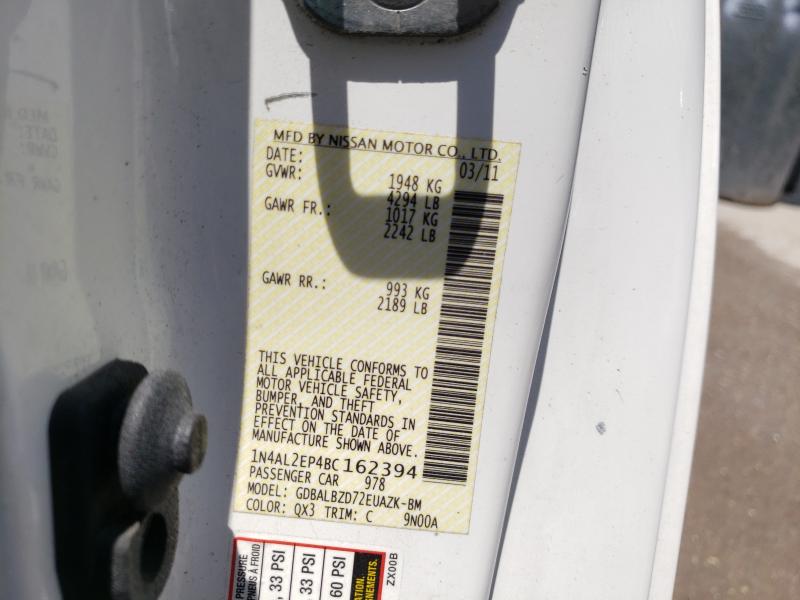 MFD BY NISSAN MOTOR CO., LTD.
DATE: 03/11
GVWR: 1948 KG
4294 LB
GAWR FR.: 1017 KG
2242 LB
GAWR RR.: 993 KG
2189 LB
THIS VEHICLE CONFORMS TO
ALL APPLICABLE FEDERAL
MOTOR VEHICLE SAFETY,
BUMPER, AND THEFT
PREVENTION STANDARDS IN
EFFECT ON THE DATE OF
MANUFACTURE SHOWN ABOVE.
1N4AL2EP4BC162394
PASSENGER CAR 978
MODEL: GDBALBZD72EUAZK-BM
COLOR: QX3 TRIM: C 9N00A
PRESSURE
PNEUS À FROID
33 PSI
33 PSI
60 PSI
ZX00B